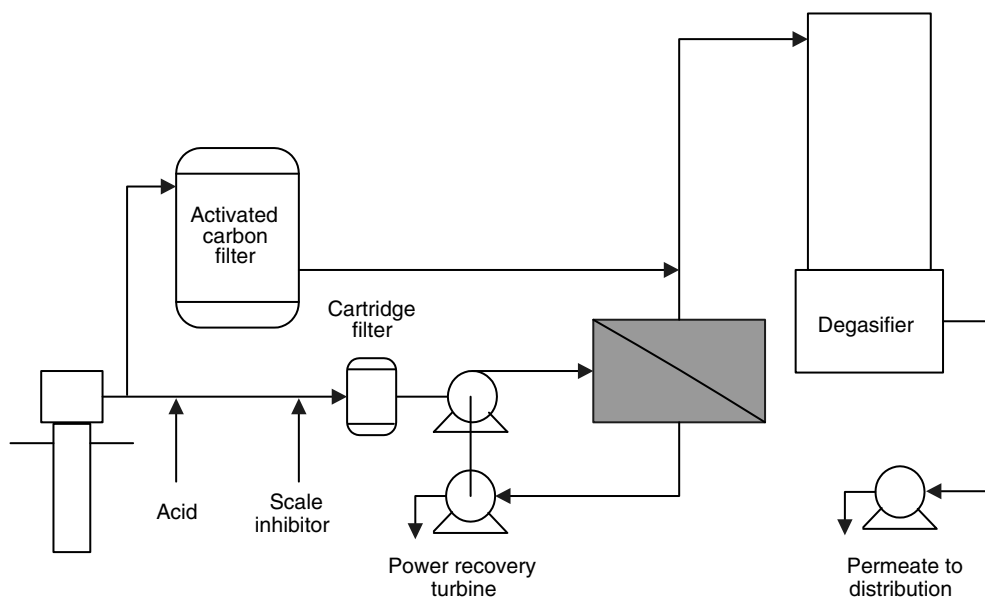 Activated
carbon
filter
Cartridge
filter
Degasifier
Acid
Scale
inhibitor
Power recovery
turbine
Permeate to
distribution